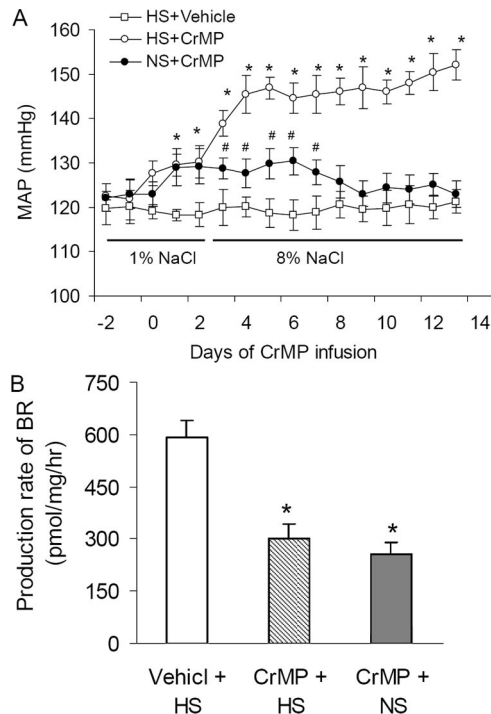 A
HS+Vehicle
HS+CrMP
NS+CrMP
MAP (mmHg)
160
150
140
130
120
110
100
* * * * * * * * * * * * *
# # # # #
1% NaCl
8% NaCl
-2 0 2 4 6 8 10 12 14
Days of CrMP infusion
B
Production rate of BR
(pmol/mg/hr)
750
600
450
300
150
0
* *
Vehicl +
HS
CrMP +
HS
CrMP +
NS